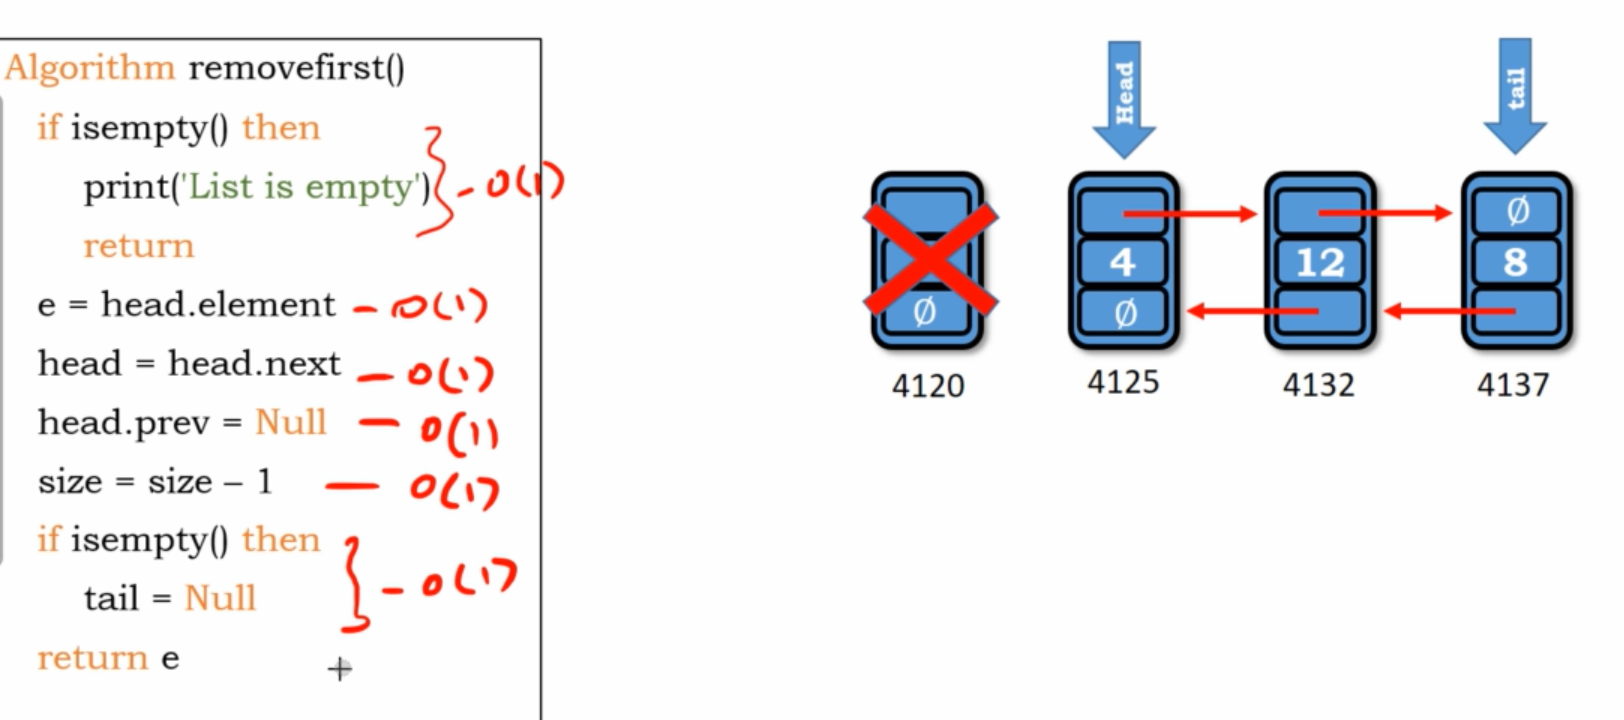 Algorithm removefirst()
if isempty() then
print('List is empty') - O(1)
return
e = head.element - O(1)
head = head.next - O(1)
head.prev = Null - O(1)
size = size – 1 - O(1)
if isempty() then
tail = Null - O(1)
return e
Head
tail
∅
4120
4
∅
4125
12
4132
∅
8
4137